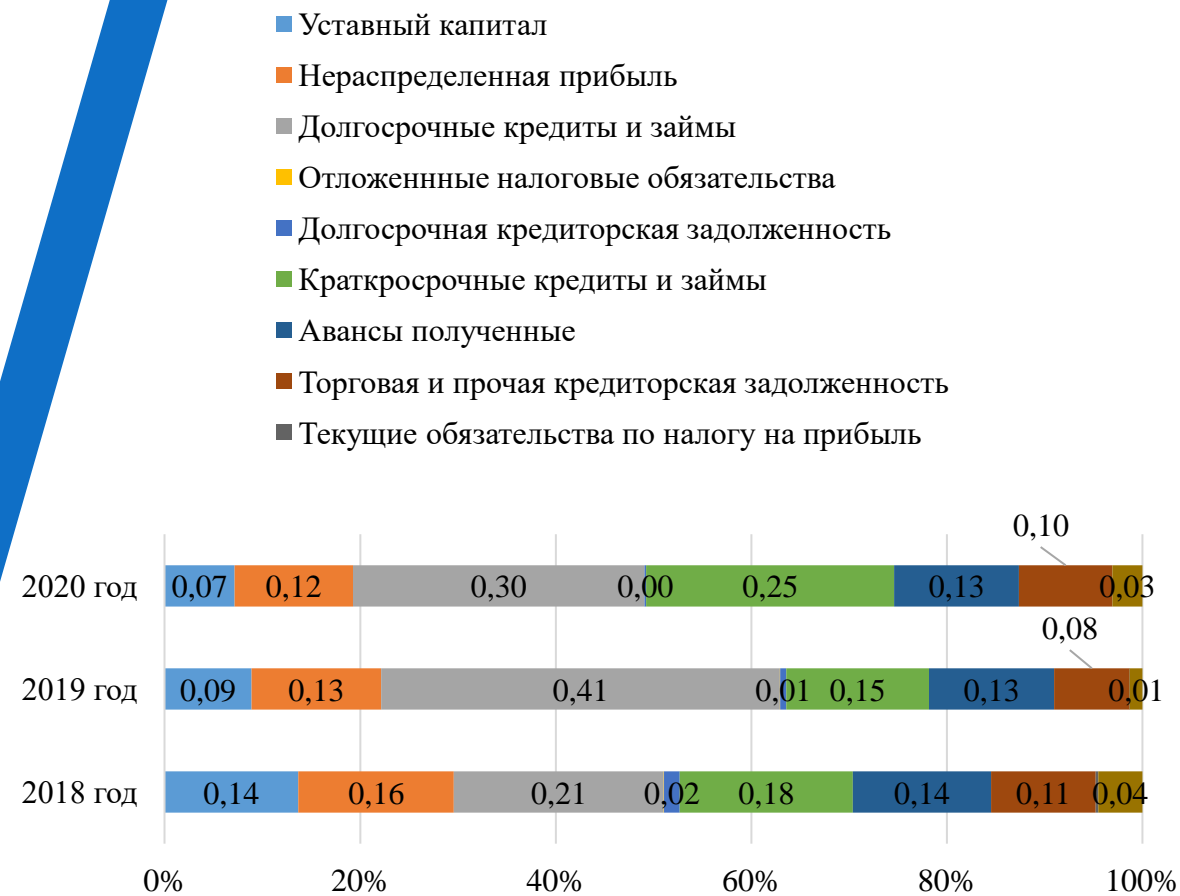 Уставный капитал
Нераспределенная прибыль
Долгосрочные кредиты и займы
Отложеннные налоговые обязательства
Долгосрочная кредиторская задолженность
Краткросрочные кредиты и займы
Авансы полученные
Торговая и прочая кредиторская задолженность
Текущие обязательства по налогу на прибыль
0,10
2020 год 0,07 0,12 0,30 0,00 0,25 0,13 0,03
0,08
2019 год 0,09 0,13 0,41 0,01 0,15 0,13 0,01
2018 год 0,14 0,16 0,21 0,02 0,18 0,14 0,11 0,04
0% 20% 40% 60% 80% 100%